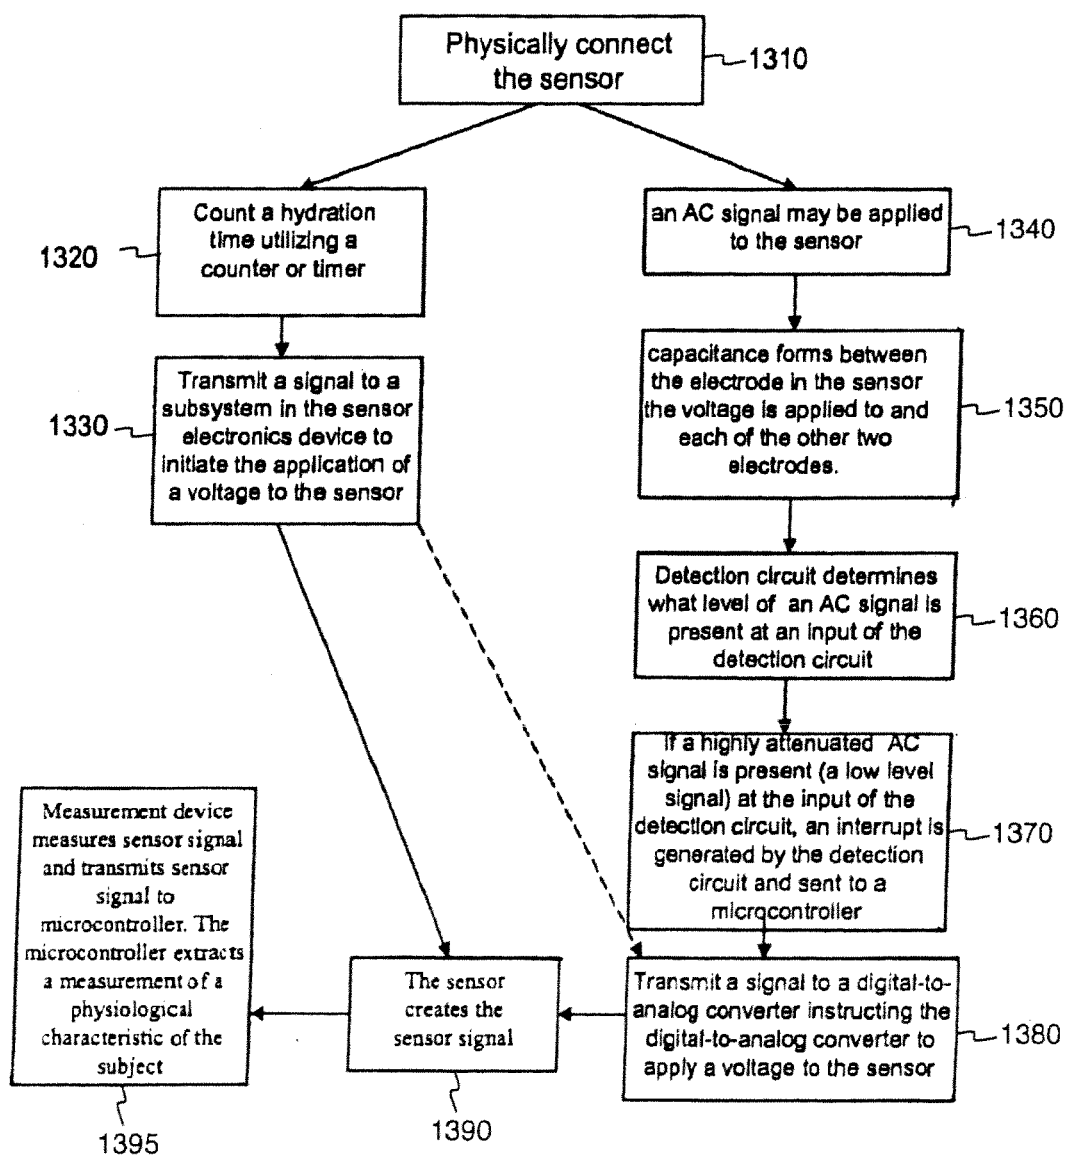 Physically connect
the sensor
1310
Count a hydration
time utilizing a
counter or timer
1320
Transmit a signal to a
subsystem in the sensor
electronics device to
initiate the application of
a voltage to the sensor
1330
an AC signal may be applied
to the sensor
1340
capacitance forms between
the electrode in the sensor
the voltage is applied to and
each of the other two
electrodes.
1350
Detection circuit determines
what level of an AC signal is
present at an input of the
detection circuit
1360
If a highly attenuated AC
signal is present (a low level
signal) at the input of the
detection circuit, an interrupt is
generated by the detection
circuit and sent to a
microcontroller
1370
Transmit a signal to a digital-to-
analog converter instructing the
digital-to-analog converter to
apply a voltage to the sensor
1380
The sensor
creates the
sensor signal
1390
Measurement device
measures sensor signal
and transmits sensor
signal to
microcontroller. The
microcontroller extracts
a measurement of a
physiological
characteristic of the
subject
1395